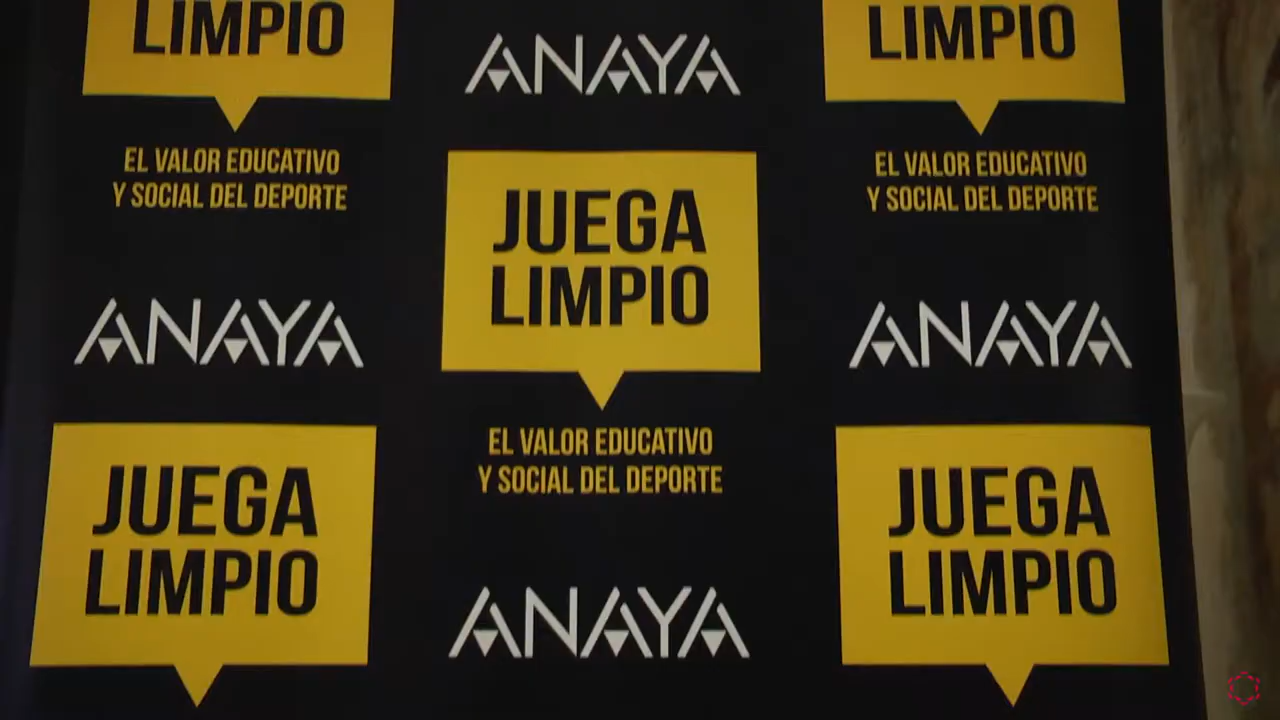 LIMPIO
EL VALOR EDUCATIVO
Y SOCIAL DEL DEPORTE
ANAYA
JUEGA
LIMPIO
ANAYA
JUEGA
LIMPIO
EL VALOR EDUCATIVO
Y SOCIAL DEL DEPORTE
ANAYA
LIMPIO
EL VALOR EDUCATIVO
Y SOCIAL DEL DEPORTE
ANAYA
JUEGA
LIMPIO